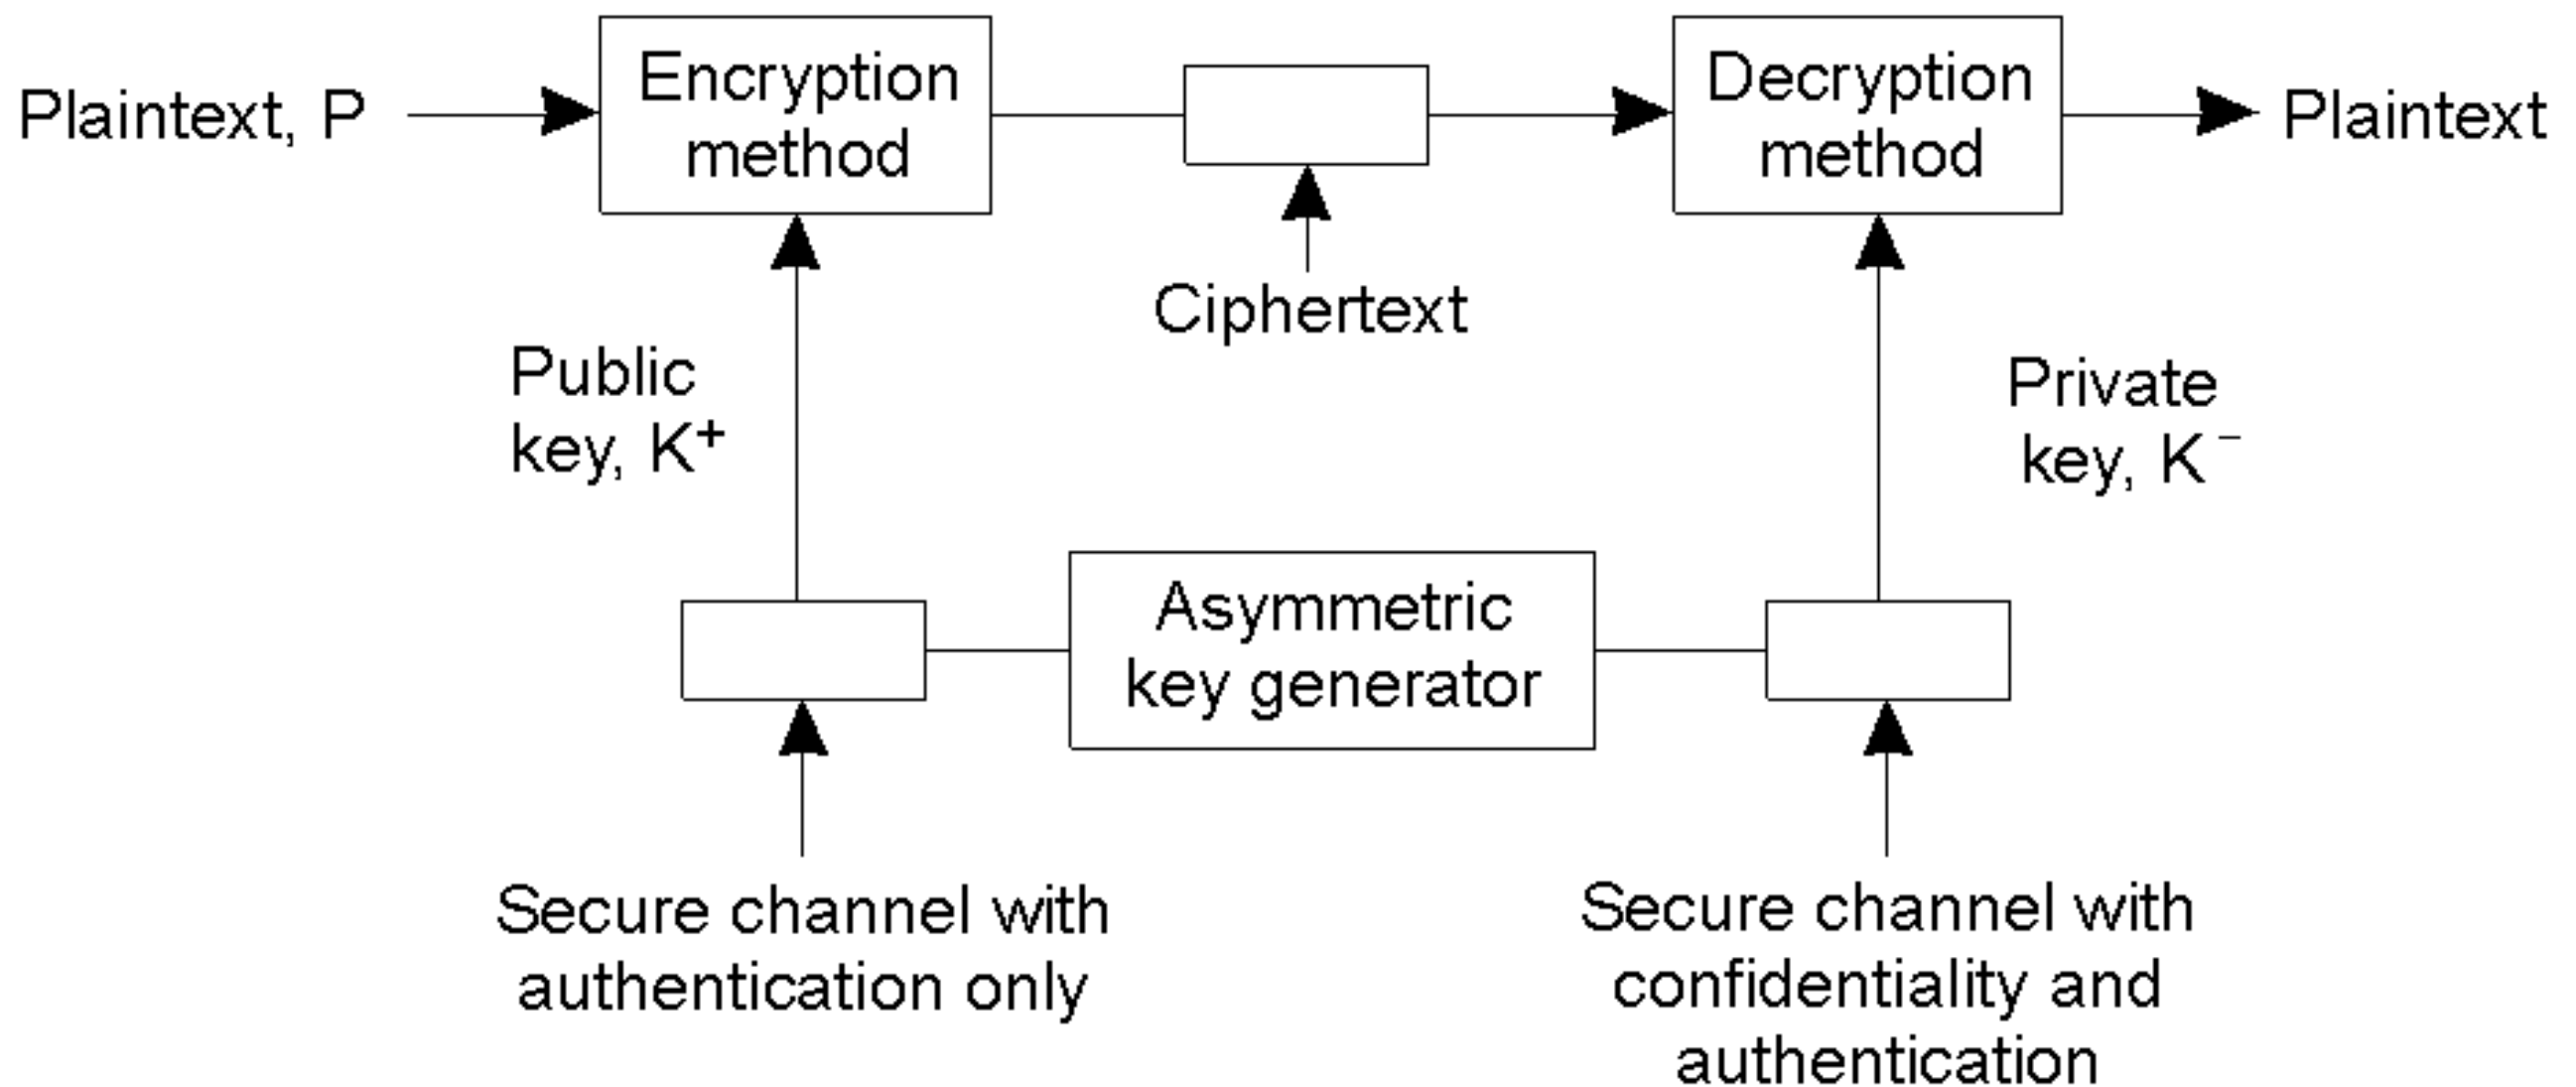 Plaintext, P
Encryption
method
Decryption
method
Plaintext
Ciphertext
Public
key, K⁺
Private
key, K⁻
Asymmetric
key generator
Secure channel with
authentication only
Secure channel with
confidentiality and
authentication